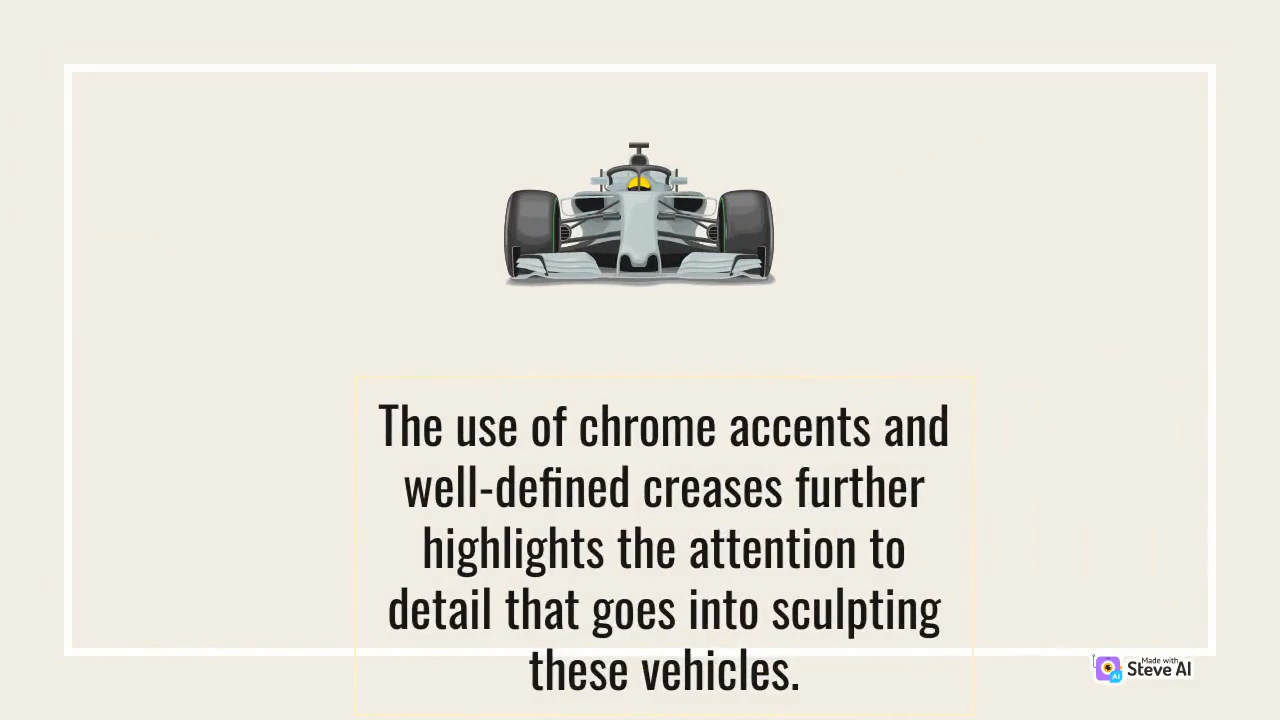 The use of chrome accents and
well-defined creases further
highlights the attention to
detail that goes into sculpting
these vehicles.
Made with
Steve AI
AI